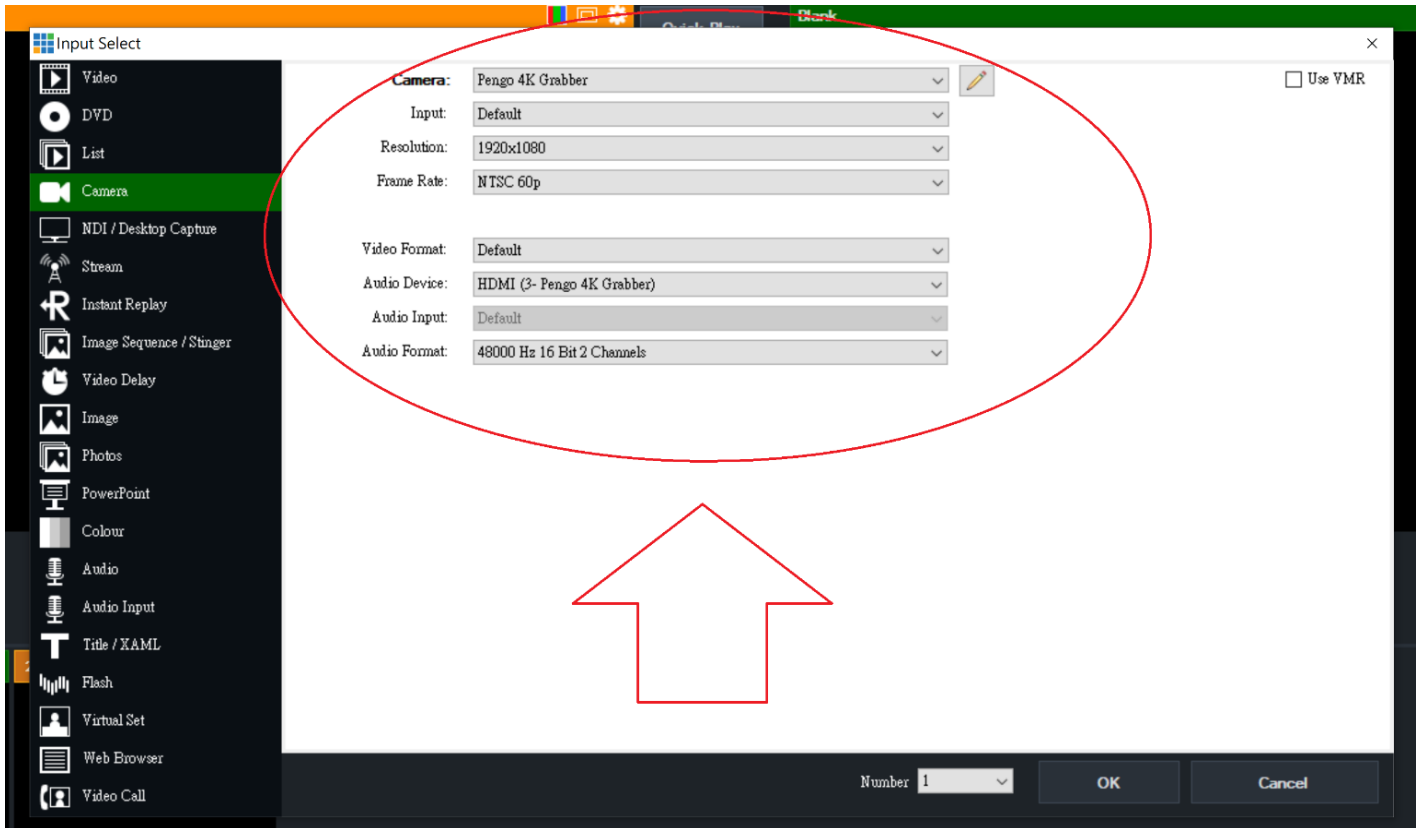 Quick Play
Blank
Input Select
Video
DVD
List
Camera
NDI / Desktop Capture
Stream
Instant Replay
Image Sequence / Stinger
Video Delay
Image
Photos
PowerPoint
Colour
Audio
Audio Input
Title / XAML
Flash
Virtual Set
Web Browser
Video Call
Camera: Pengo 4K Grabber
Use VMR
Input: Default
Resolution: 1920x1080
Frame Rate: NTSC 60p
Video Format: Default
Audio Device: HDMI (3- Pengo 4K Grabber)
Audio Input: Default
Audio Format: 48000 Hz 16 Bit 2 Channels
Number 1
OK
Cancel